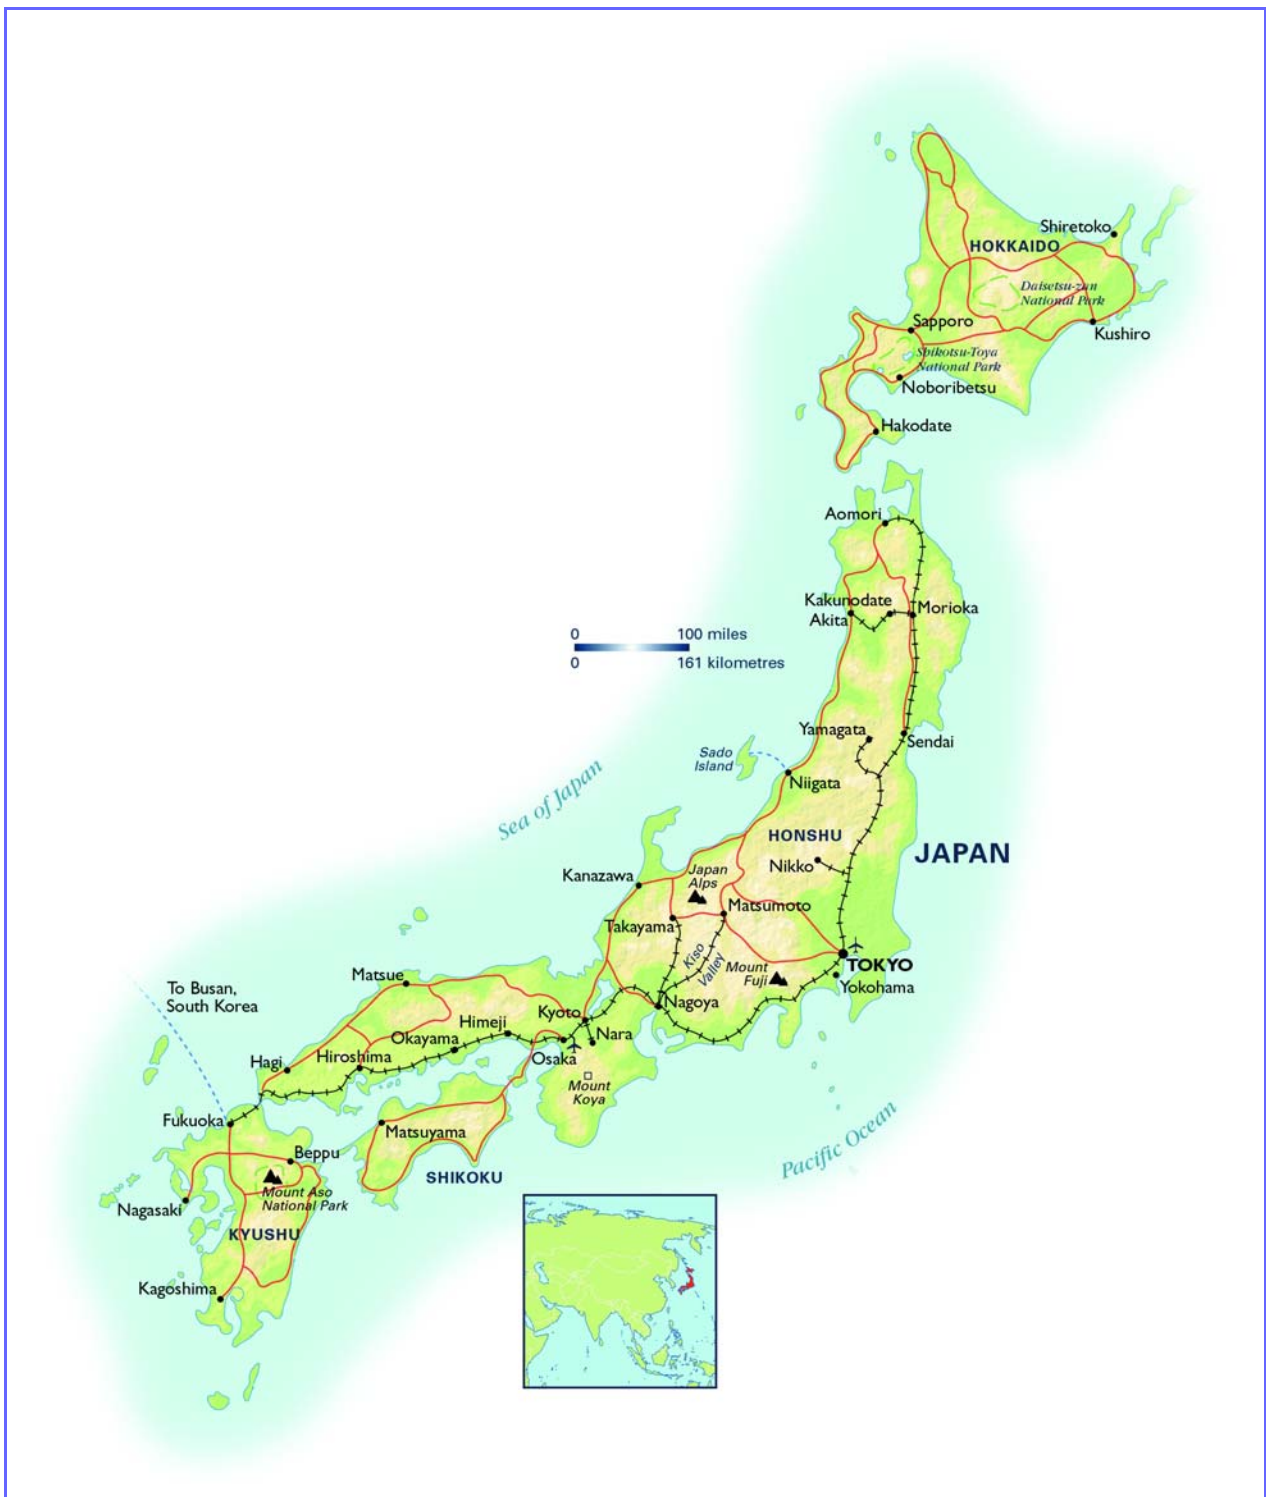 Shiretoko
HOKKAIDO
Daisetsu-zan
National Park
Sapporo
Kushiro
Shikotsu-Toya
National Park
Noboribetsu
Hakodate
Aomori
Kakunodate
Morioka
Akita
0
100 miles
0
161 kilometres
Yamagata
Sendai
Sado
Island
Niigata
Sea of Japan
HONSHU
JAPAN
Nikko
Japan
Alps
Kanazawa
Matsumoto
Takayama
Kiso
Valley
Mount
Fuji
TOKYO
Yokohama
Matsue
To Busan,
South Korea
Nagoya
Kyoto
Himeji
Nara
Okayama
Osaka
Hiroshima
Hagi
Mount
Koya
Fukuoka
Matsuyama
Pacific Ocean
Beppu
SHIKOKU
Mount Aso
National Park
Nagasaki
KYUSHU
Kagoshima